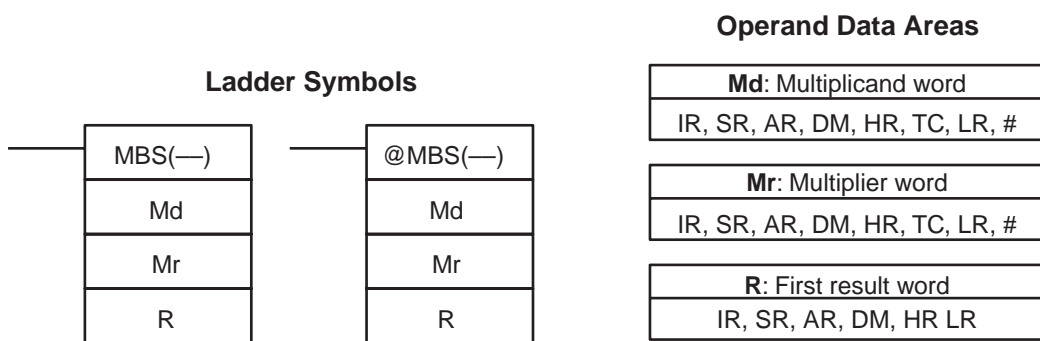 Ladder Symbols
MBS(––)
Md
Mr
R
@MBS(––)
Md
Mr
R
Operand Data Areas
Md: Multiplicand word
IR, SR, AR, DM, HR, TC, LR, #
Mr: Multiplier word
IR, SR, AR, DM, HR, TC, LR, #
R: First result word
IR, SR, AR, DM, HR LR